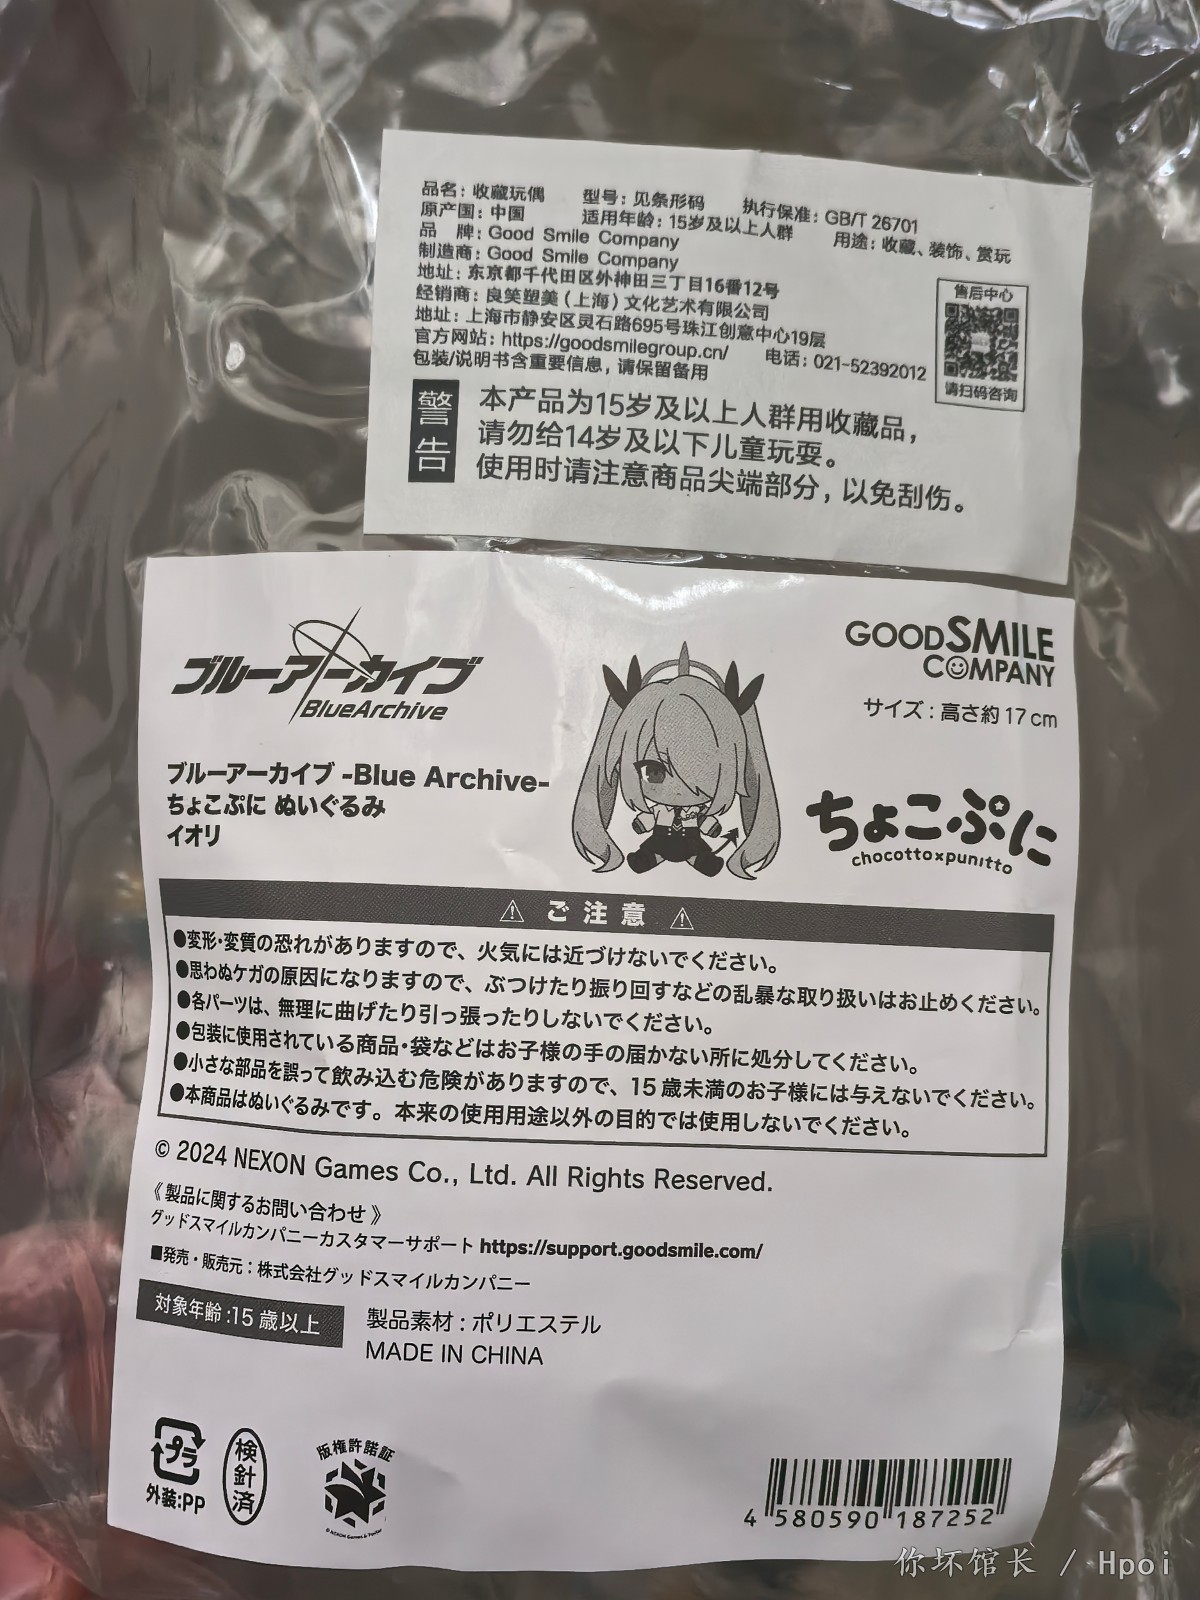 品名：收藏玩偶 型号：见条形码 执行保准：GB/T 26701
原产国：中国 适用年龄：15岁及以上人群 用途：收藏、装饰、赏玩
品 牌：Good Smile Company
制造商：Good Smile Company
地址：东京都千代田区外神田三丁目16番12号
经销商：良笑塑美（上海）文化艺术有限公司
地址：上海市静安区灵石路695号珠江创意中心19层
官方网站：https://goodsmilegroup.cn/ 电话：021-52392012
包装/说明书含重要信息，请保留备用
售后中心
请扫码咨询
警告
本产品为15岁及以上人群用收藏品，
请勿给14岁及以下儿童玩耍。
使用时请注意商品尖端部分，以免刮伤。
ブルーアーカイブ
BlueArchive
GOODSMILE
COMPANY
サイズ：高さ約17cm
ブルーアーカイブ -Blue Archive-
ちょこぷに ぬいぐるみ
イオリ
ちょこぷに
chocotto×punitto
⚠ ご注意 ⚠
●変形・変質の恐れがありますので、火気には近づけないでください。
●思わぬケガの原因になりますので、ぶつけたり振り回すなどの乱暴な取り扱いはお止めください。
●各パーツは、無理に曲げたり引っ張ったりしないでください。
●包装に使用されている商品・袋などはお子様の手の届かない所に処分してください。
●小さな部品を誤って飲み込む危険がありますので、15歳未満のお子様には与えないでください。
●本商品はぬいぐるみです。本来の使用用途以外の目的では使用しないでください。
© 2024 NEXON Games Co., Ltd. All Rights Reserved.
《製品に関するお問い合わせ》
グッドスマイルカンパニーカスタマーサポート https://support.goodsmile.com/
■発売・販売元：株式会社グッドスマイルカンパニー
対象年齢:15歳以上
製品素材：ポリエステル
MADE IN CHINA
プラ
外装:PP
検針済
版権許諾証
© NEXON Games & Yostar
4 580590 187252
你坏馆长 / Hpoi